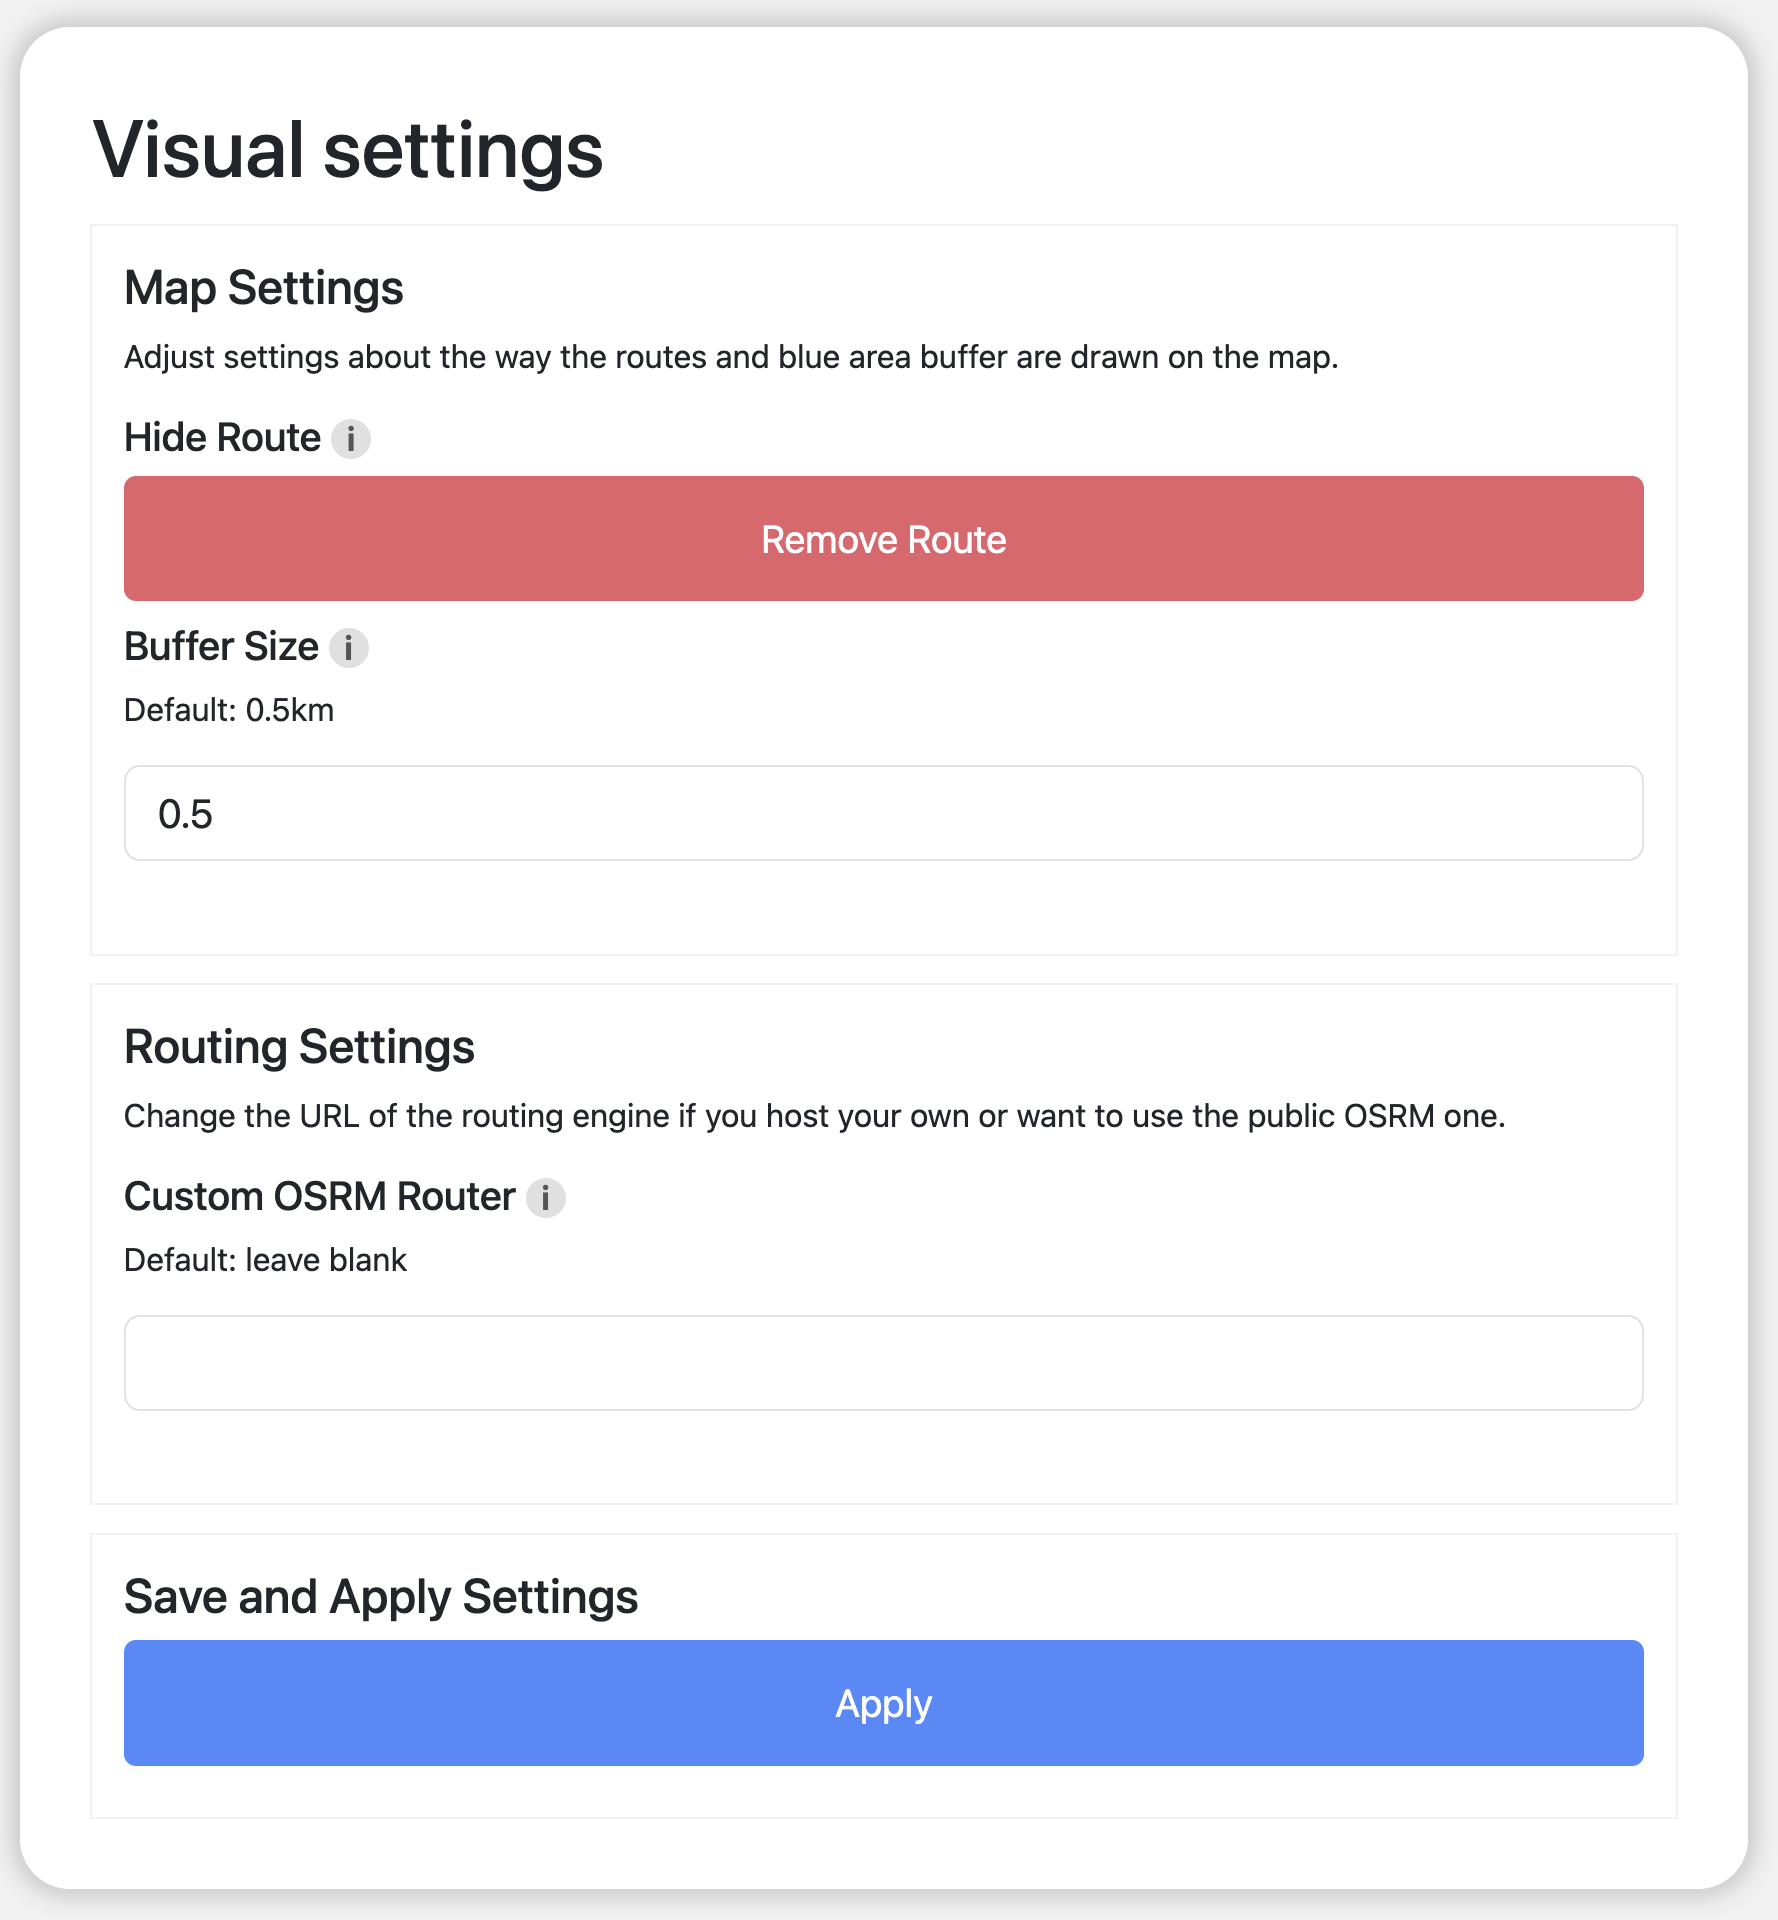 Visual settings
Map Settings
Adjust settings about the way the routes and blue area buffer are drawn on the map.
Hide Route i
Remove Route
Buffer Size i
Default: 0.5km
0.5
Routing Settings
Change the URL of the routing engine if you host your own or want to use the public OSRM one.
Custom OSRM Router i
Default: leave blank
Save and Apply Settings
Apply